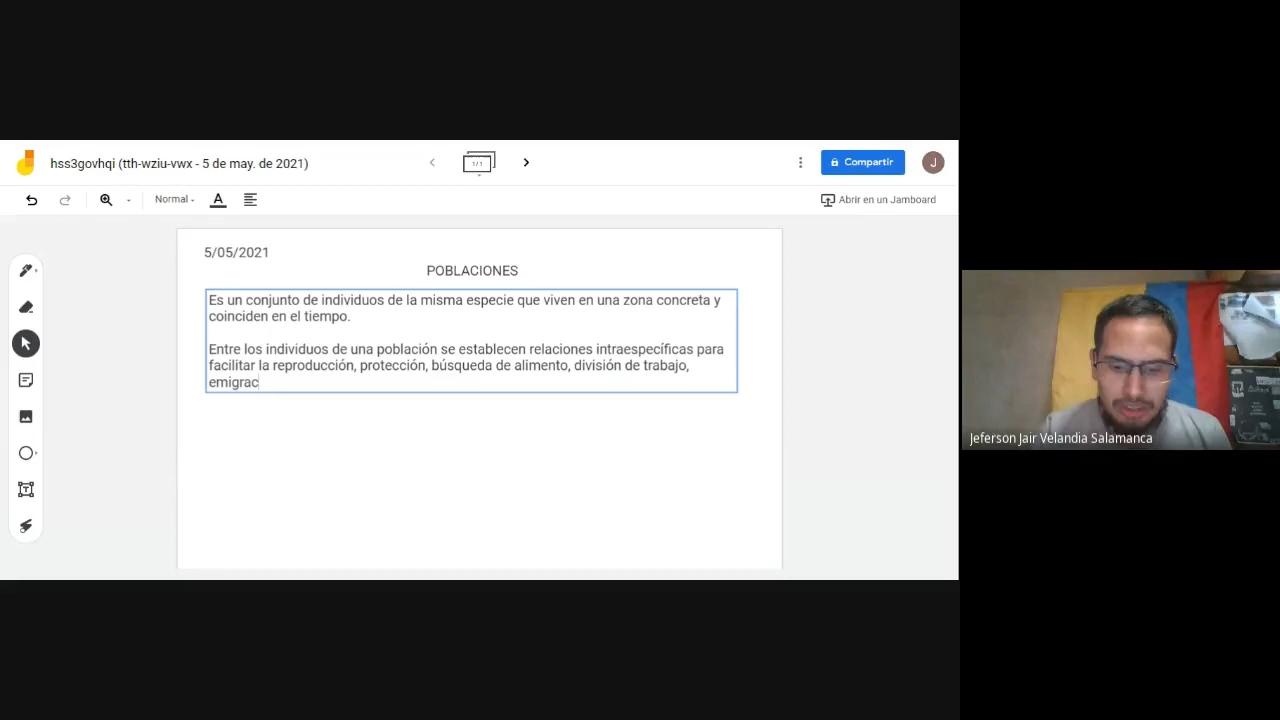 hss3govhqi (tth-wziu-vwx - 5 de may. de 2021)
1/1
Compartir
J
Normal
A
Abrir en un Jamboard
5/05/2021
POBLACIONES
Es un conjunto de individuos de la misma especie que viven en una zona concreta y
coinciden en el tiempo.
Entre los individuos de una población se establecen relaciones intraespecíficas para
facilitar la reproducción, protección, búsqueda de alimento, división de trabajo,
emigrac
Jeferson Jair Velandia Salamanca